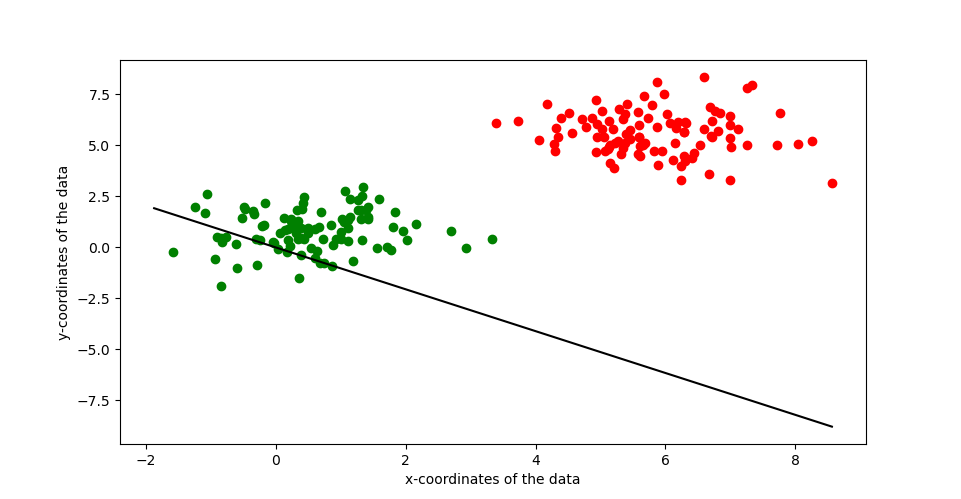 7.5
5.0
2.5
0.0
−2.5
−5.0
−7.5
y-coordinates of the data
−2 0 2 4 6 8
x-coordinates of the data